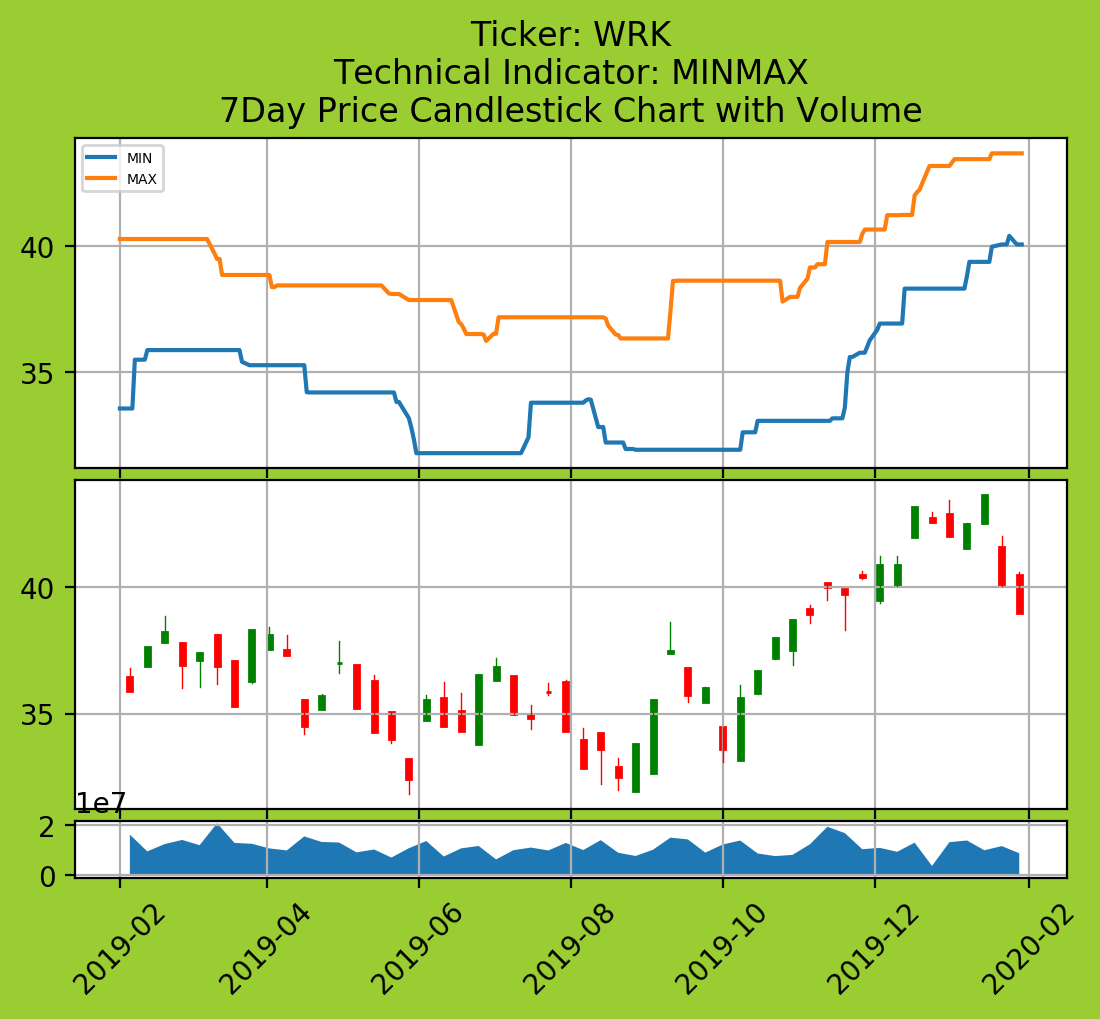 Ticker: WRK
Technical Indicator: MINMAX
7Day Price Candlestick Chart with Volume
MIN
MAX
40
35
40
35
1e7
2
0
2019-02
2019-04
2019-06
2019-08
2019-10
2019-12
2020-02